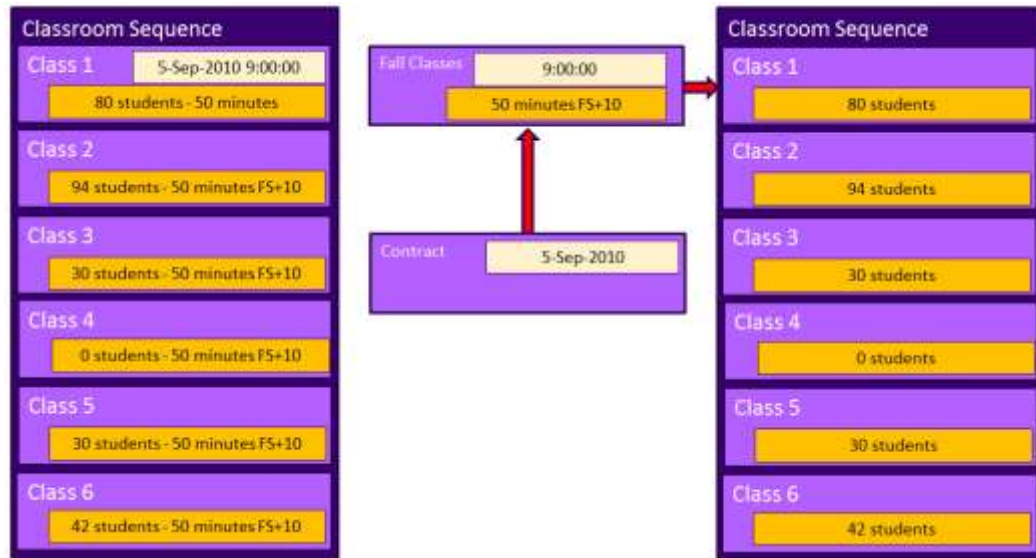 Classroom Sequence
Class 1
5-Sep-2010 9:00:00
80 students - 50 minutes
Class 2
94 students - 50 minutes FS+10
Class 3
30 students - 50 minutes FS+10
Class 4
0 students - 50 minutes FS+10
Class 5
30 students - 50 minutes FS+10
Class 6
42 students - 50 minutes FS+10
Fall Classes
9:00:00
50 minutes FS+10
Contract
5-Sep-2010
Classroom Sequence
Class 1
80 students
Class 2
94 students
Class 3
30 students
Class 4
0 students
Class 5
30 students
Class 6
42 students